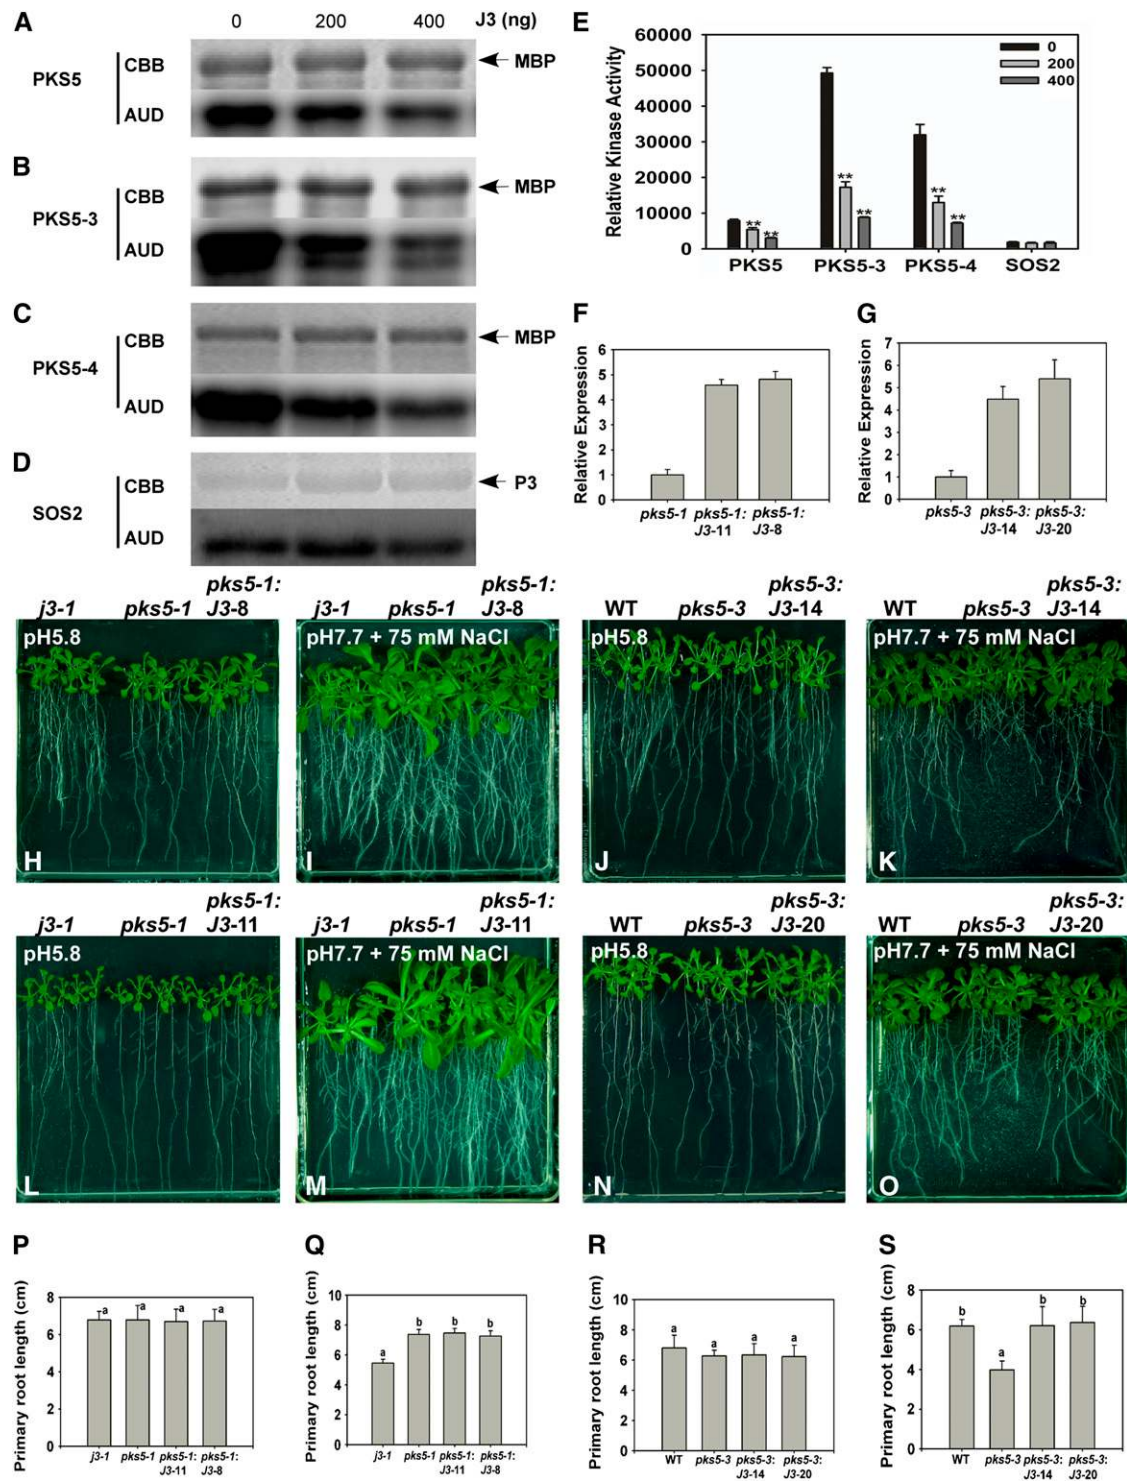 A
0 200 400 J3 (ng)
PKS5
CBB
MBP
AUD
B
PKS5-3
CBB
MBP
AUD
C
PKS5-4
CBB
MBP
AUD
D
SOS2
CBB
P3
AUD
E
Relative Kinase Activity
60000
50000
40000
30000
20000
10000
0
0
200
400
** **
** **
** **
PKS5 PKS5-3 PKS5-4 SOS2
F
Relative Expression
6
5
4
3
2
1
0
pks5-1 pks5-1: pks5-1:
J3-11 J3-8
G
Relative Expression
7
6
5
4
3
2
1
0
pks5-3 pks5-3: pks5-3:
J3-14 J3-20
pks5-1:
j3-1 pks5-1 J3-8
pH5.8
H
pks5-1:
j3-1 pks5-1 J3-8
pH7.7 + 75 mM NaCl
I
pks5-3:
WT pks5-3 J3-14
pH5.8
J
pks5-3:
WT pks5-3 J3-14
pH7.7 + 75 mM NaCl
K
pks5-1:
j3-1 pks5-1 J3-11
pH5.8
L
pks5-1:
j3-1 pks5-1 J3-11
pH7.7 + 75 mM NaCl
M
pks5-3:
WT pks5-3 J3-20
pH5.8
N
pks5-3:
WT pks5-3 J3-20
pH7.7 + 75 mM NaCl
O
P
Primary root length (cm)
8
6
4
2
0
a a a a
j3-1 pks5-1 pks5-1: pks5-1:
J3-11 J3-8
Q
Primary root length (cm)
10
8
6
4
2
0
a b b b
j3-1 pks5-1 pks5-1: pks5-1:
J3-11 J3-8
R
Primary root length (cm)
10
8
6
4
2
0
a a a a
WT pks5-3 pks5-3: pks5-3:
J3-14 J3-20
S
Primary root length (cm)
8
6
4
2
0
b a b b
WT pks5-3 pks5-3: pks5-3:
J3-14 J3-20